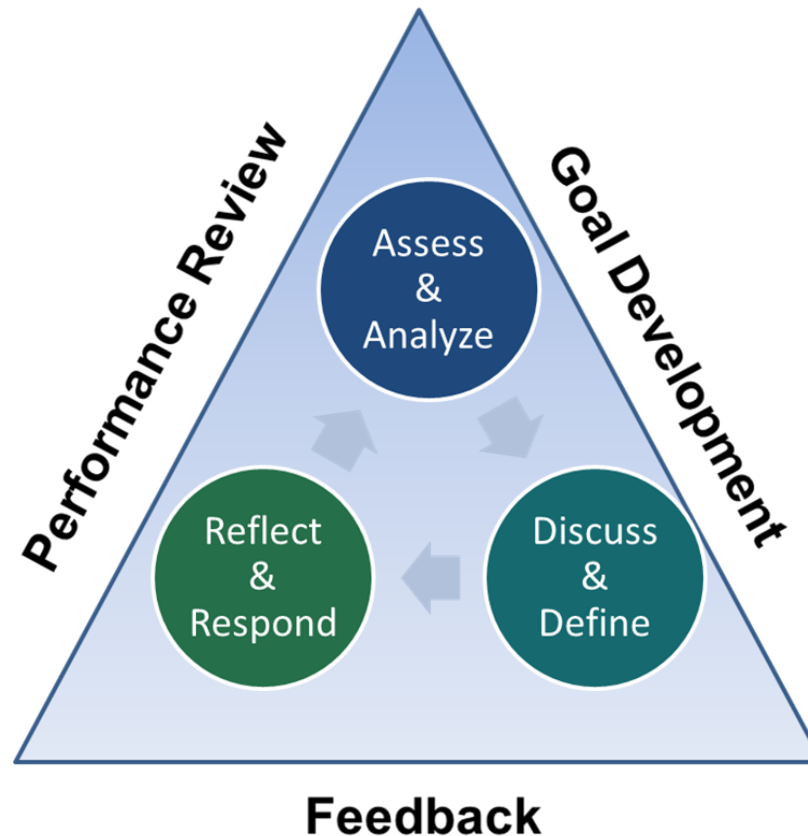 Performance Review
Goal Development
Assess
&
Analyze
Reflect
&
Respond
Discuss
&
Define
Feedback